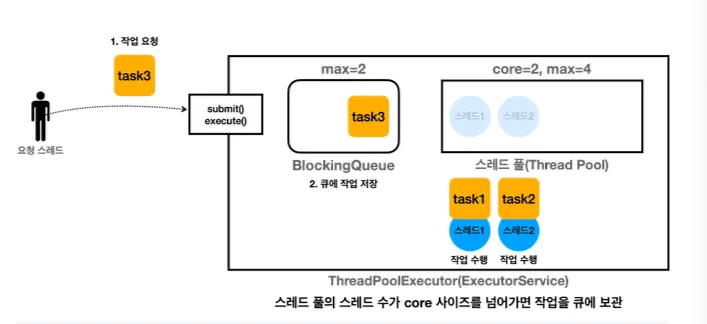 1. 작업 요청
task3
요청 스레드
submit()
execute()
max=2
task3
BlockingQueue
2. 큐에 작업 저장
core=2, max=4
스레드1 스레드2
스레드 풀(Thread Pool)
task1 task2
스레드1 스레드2
작업 수행 작업 수행
ThreadPoolExecutor(ExecutorService)
스레드 풀의 스레드 수가 core 사이즈를 넘어가면 작업을 큐에 보관